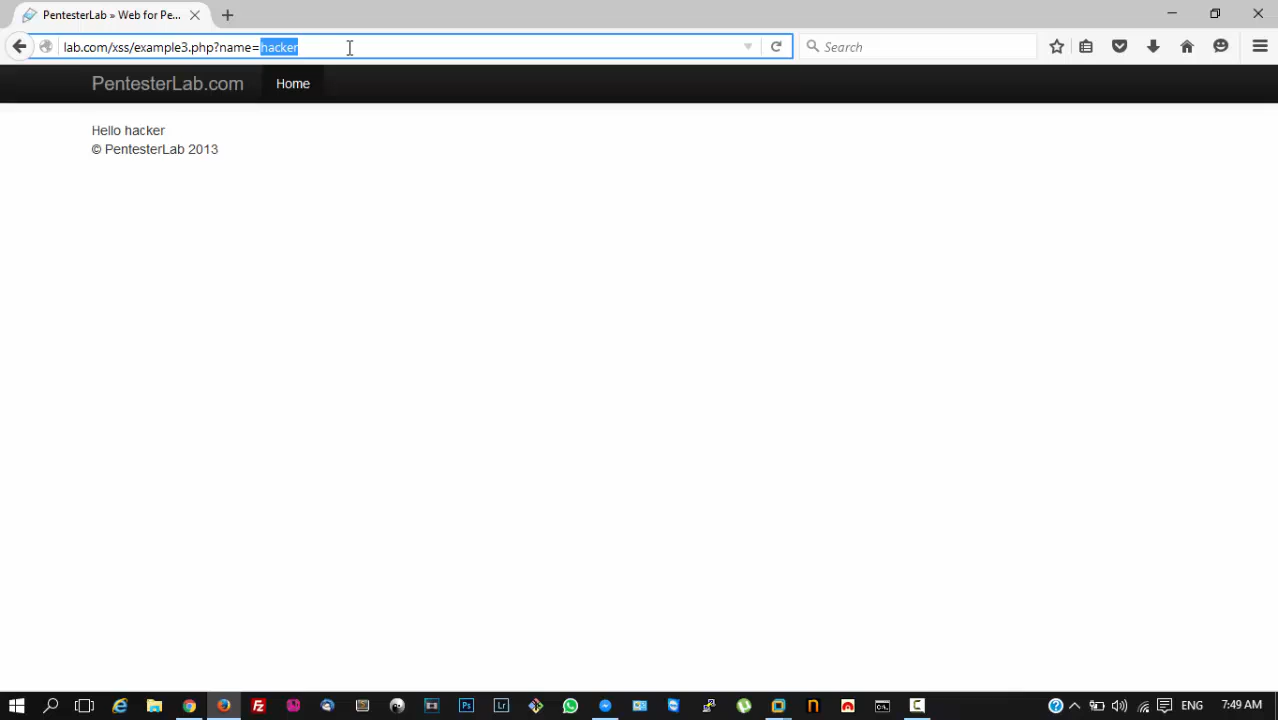 PentesterLab » Web for Pe...
lab.com/xss/example3.php?name=hacker
Search
PentesterLab.com
Home
Hello hacker
© PentesterLab 2013
ENG
7:49 AM